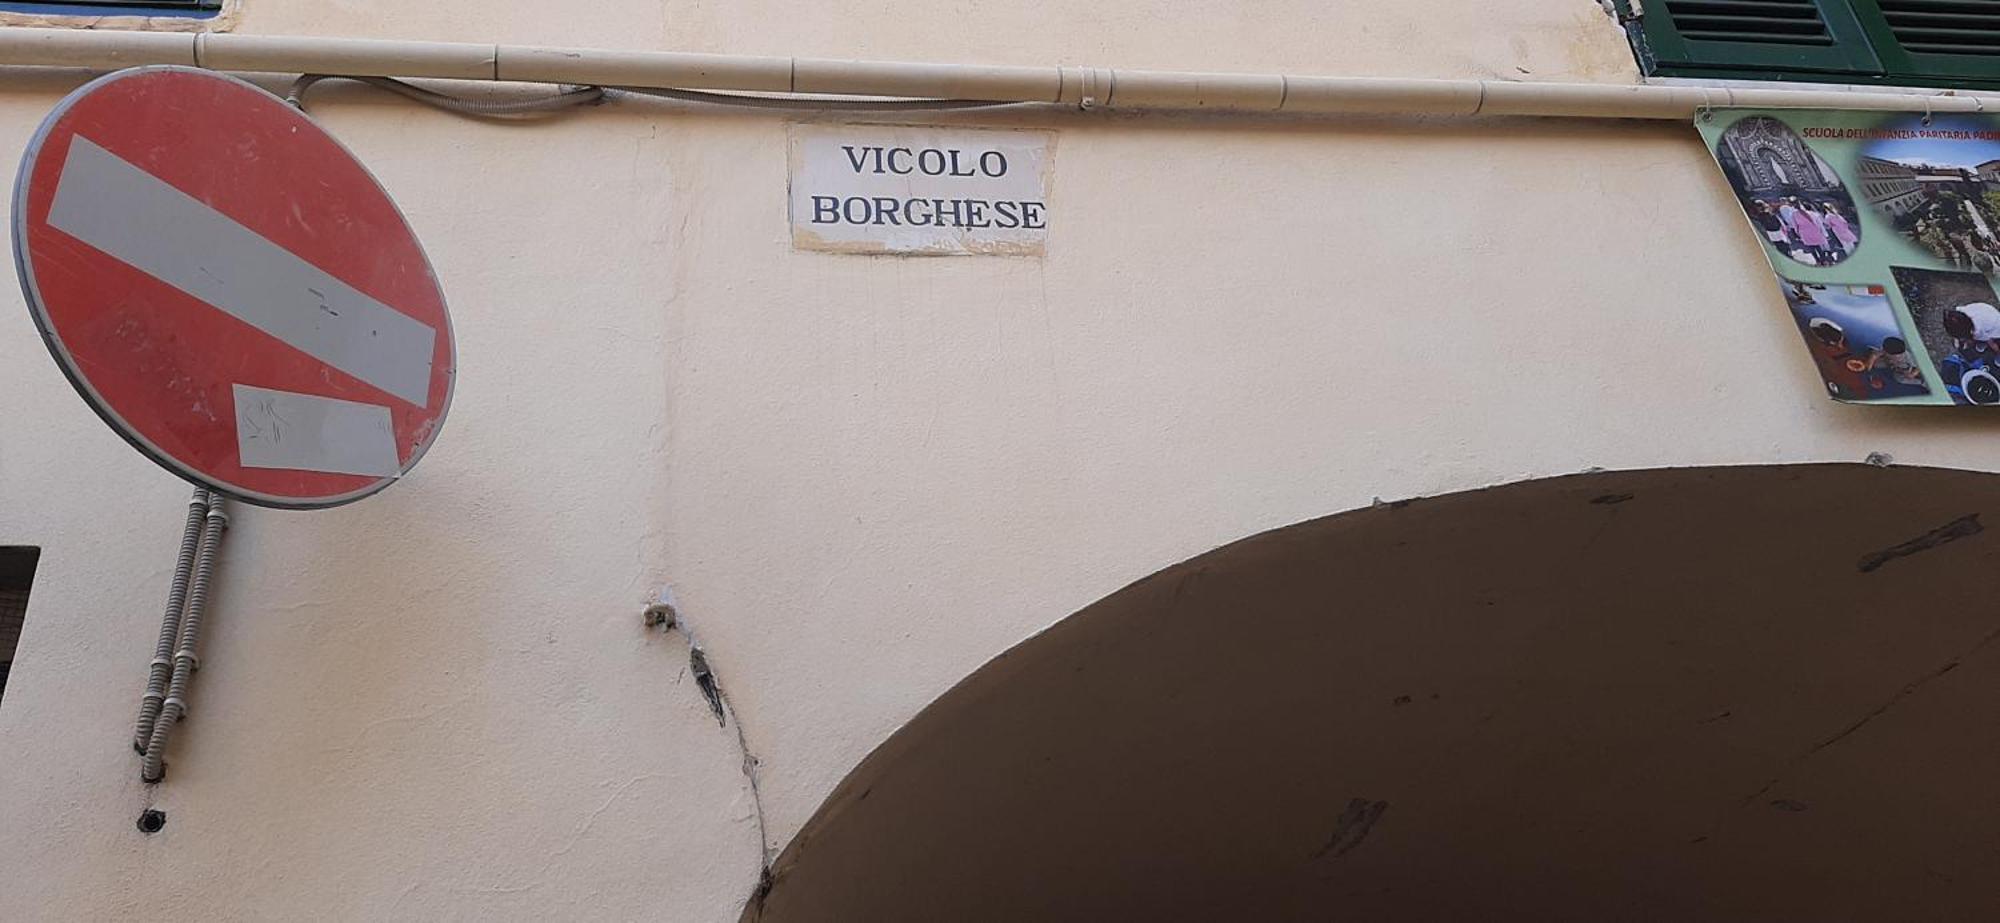 VICOLO
BORGHESE
SCUOLA DELL'INFANZIA PARITARIA